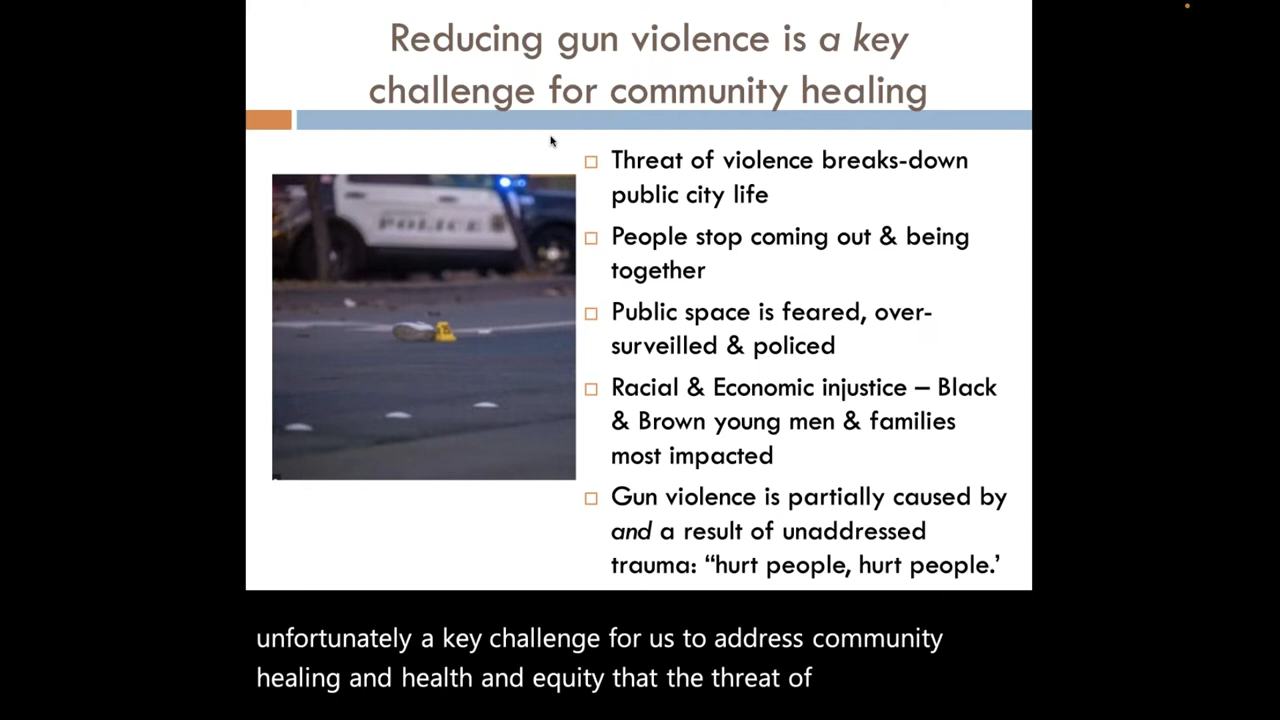 Reducing gun violence is a key
challenge for community healing
Threat of violence breaks-down
public city life
People stop coming out & being
together
Public space is feared, over-
surveilled & policed
Racial & Economic injustice – Black
& Brown young men & families
most impacted
Gun violence is partially caused by
and a result of unaddressed
trauma: “hurt people, hurt people.’
POLICE
unfortunately a key challenge for us to address community
healing and health and equity that the threat of